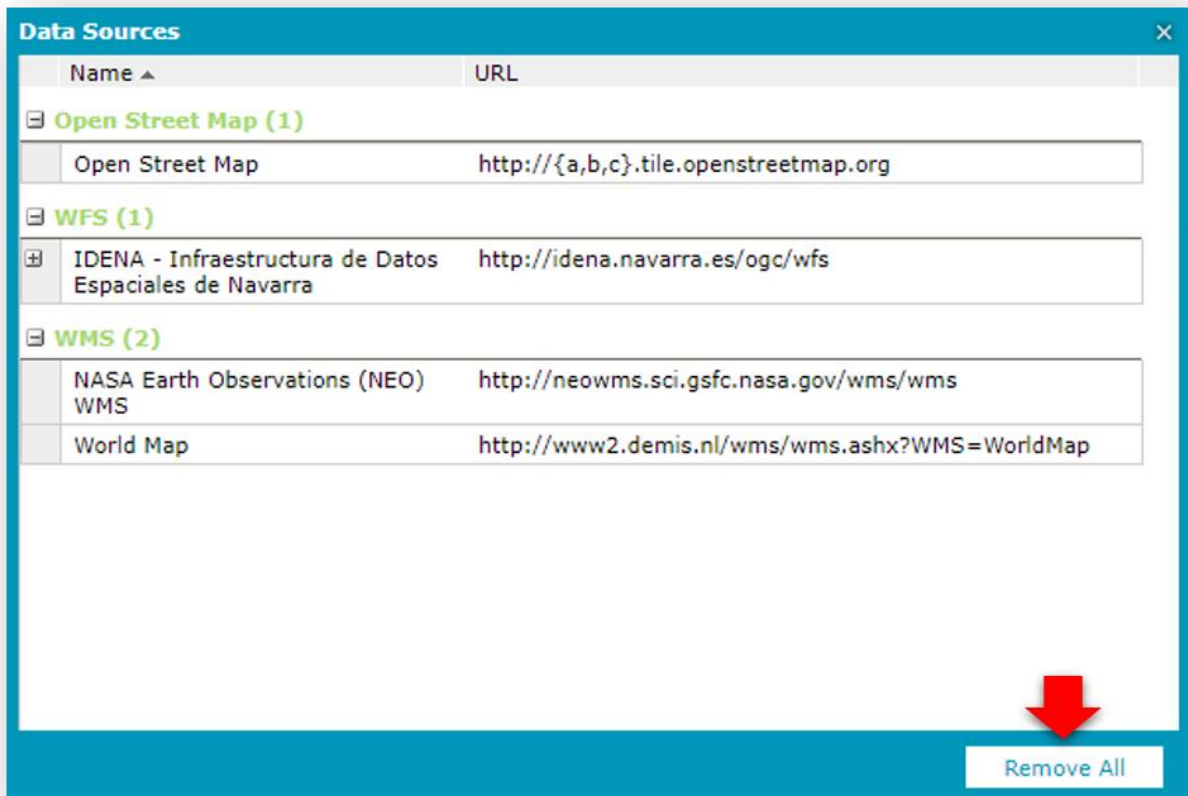 Data Sources
Name URL
Open Street Map (1)
Open Street Map http://{a,b,c}.tile.openstreetmap.org
WFS (1)
IDENA - Infraestructura de Datos http://idena.navarra.es/ogc/wfs
Espaciales de Navarra
WMS (2)
NASA Earth Observations (NEO) http://neowms.sci.gsfc.nasa.gov/wms/wms
WMS
World Map http://www2.demis.nl/wms/wms.ashx?WMS=WorldMap
Remove All